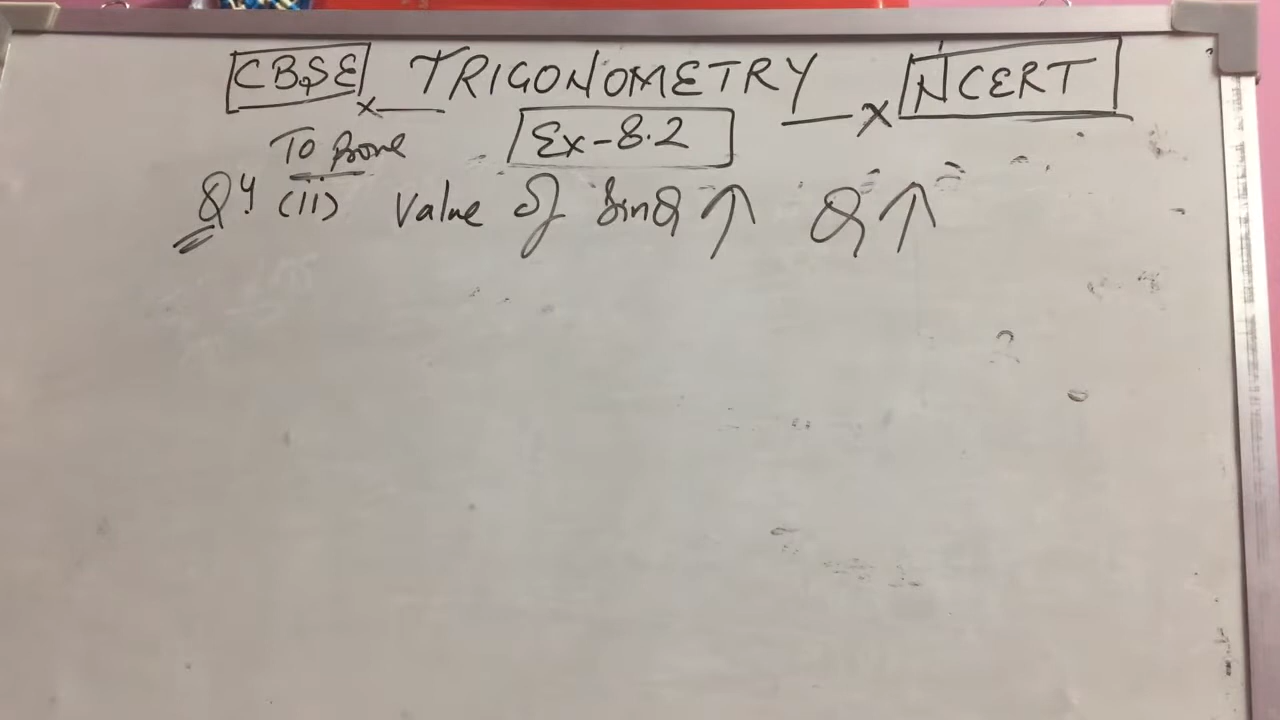 CBSE × TRIGONOMETRY × NCERT
To Prove Ex-8.2
Q4. (ii) Value of Sinθ ↑ θ ↑